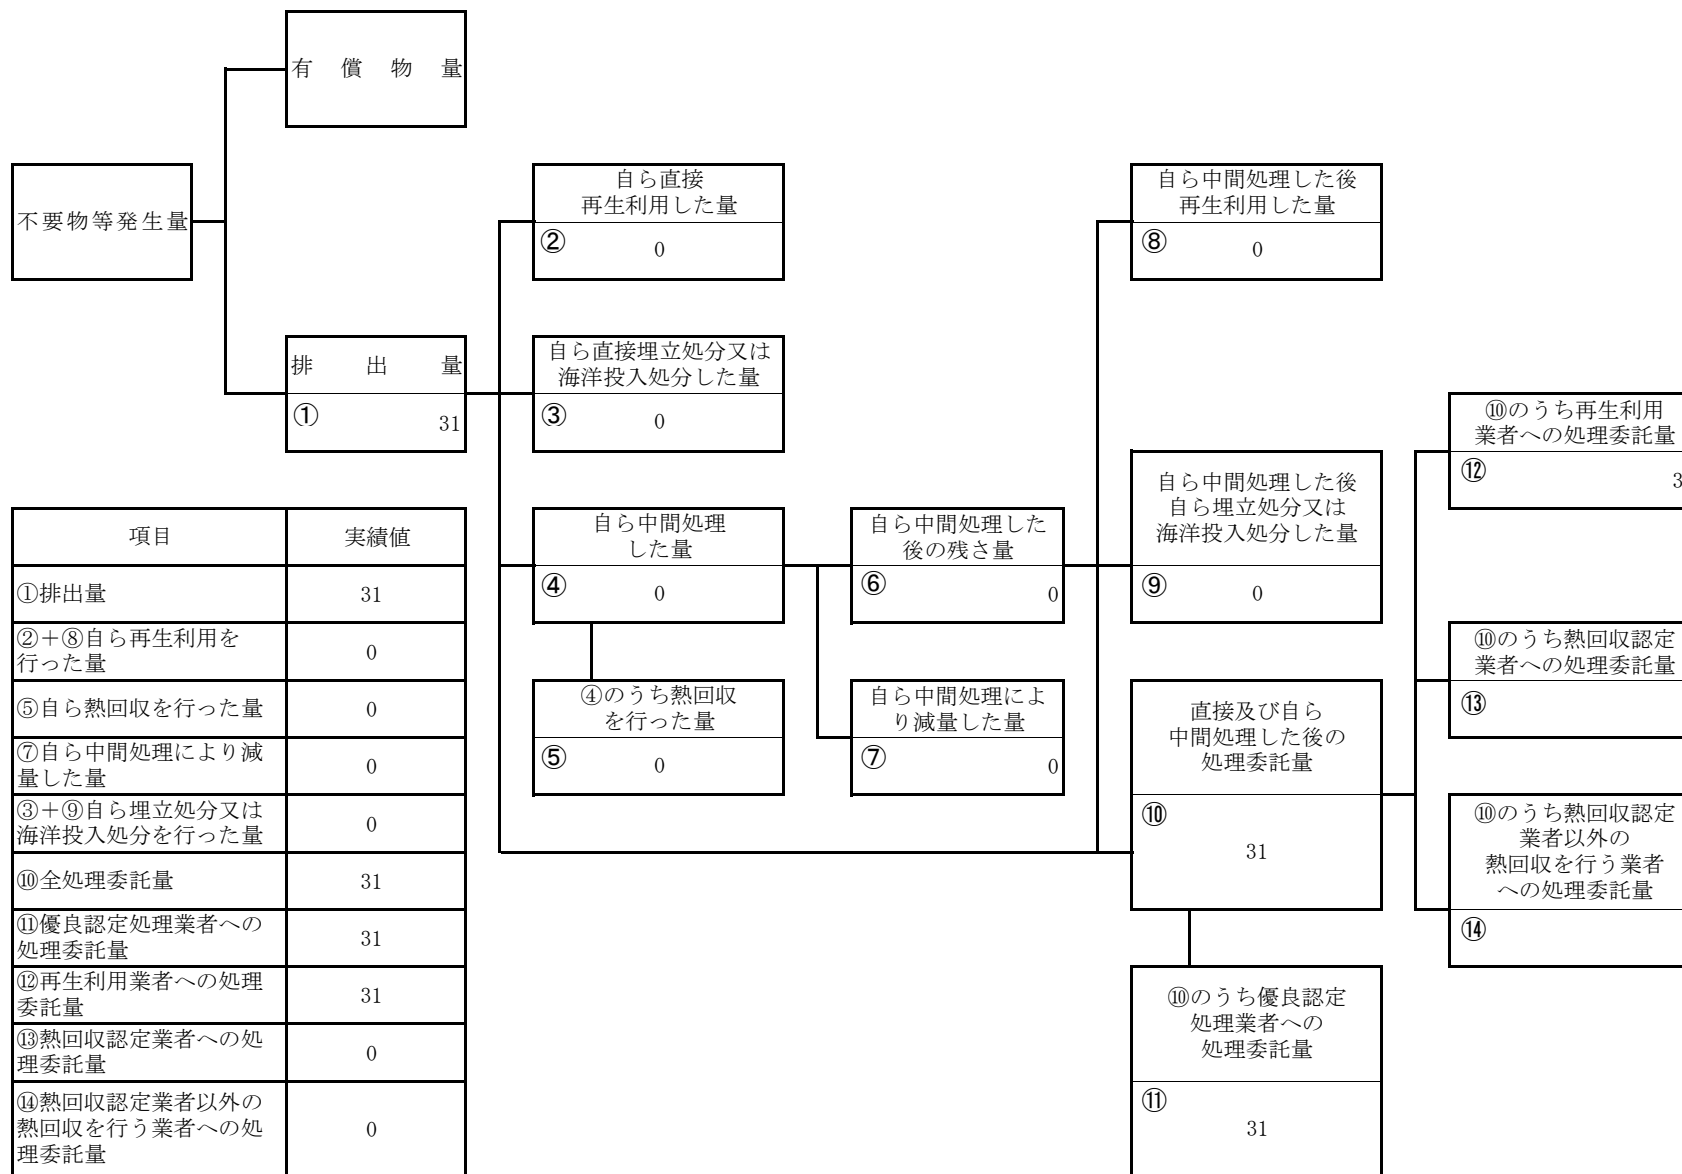 有償物量
不要物等発生量
排出量
①
31
自ら直接
再生利用した量
②
0
自ら直接埋立処分又は
海洋投入処分した量
③
0
自ら中間処理
した量
④
0
④のうち熱回収
を行った量
⑤
0
自ら中間処理した
後の残さ量
⑥
0
自ら中間処理によ
り減量した量
⑦
0
自ら中間処理した後
再生利用した量
⑧
0
自ら中間処理した後
自ら埋立処分又は
海洋投入処分した量
⑨
0
直接及び自ら
中間処理した後の
処理委託量
⑩
31
⑩のうち優良認定
処理業者への
処理委託量
⑪
31
⑩のうち再生利用
業者への処理委託量
⑫
3
⑩のうち熱回収認定
業者への処理委託量
⑬
⑩のうち熱回収認定
業者以外の
熱回収を行う業者
への処理委託量
⑭
項目 実績値
①排出量 31
②+⑧自ら再生利用を
行った量 0
⑤自ら熱回収を行った量 0
⑦自ら中間処理により減
量した量 0
③+⑨自ら埋立処分又は
海洋投入処分を行った量 0
⑩全処理委託量 31
⑪優良認定処理業者への
処理委託量 31
⑫再生利用業者への処理
委託量 31
⑬熱回収認定業者への処
理委託量 0
⑭熱回収認定業者以外の
熱回収を行う業者への処
理委託量 0